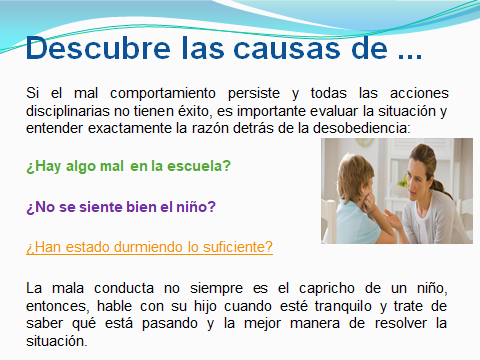 Descubre las causas de ...
Si el mal comportamiento persiste y todas las acciones
disciplinarias no tienen éxito, es importante evaluar la situación y
entender exactamente la razón detrás de la desobediencia:
¿Hay algo mal en la escuela?
¿No se siente bien el niño?
¿Han estado durmiendo lo suficiente?
La mala conducta no siempre es el capricho de un niño,
entonces, hable con su hijo cuando esté tranquilo y trate de
saber qué está pasando y la mejor manera de resolver la
situación.